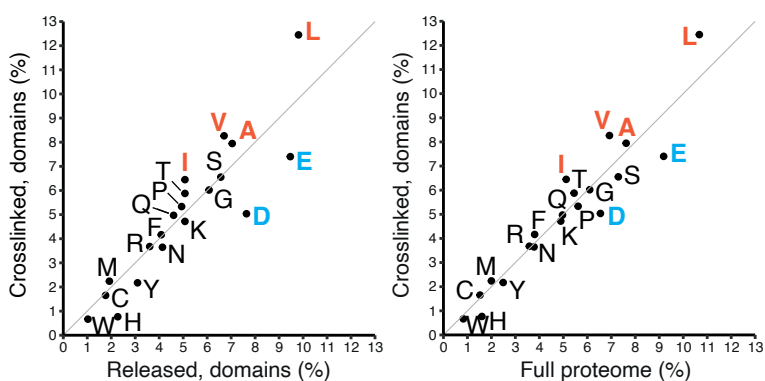 13
12
11
10
9
8
7
6
5
4
3
2
1
0
Crosslinked, domains (%)
L
V A
I
E
T S
P
Q G
D
K
F
R N
M
Y
C
W H
0 1 2 3 4 5 6 7 8 9 10 11 12 13
Released, domains (%)
13
12
11
10
9
8
7
6
5
4
3
2
1
0
Crosslinked, domains (%)
L
V A
I
E
T S
Q G
P D
F K
R N
M
C Y
W H
0 1 2 3 4 5 6 7 8 9 10 11 12 13
Full proteome (%)